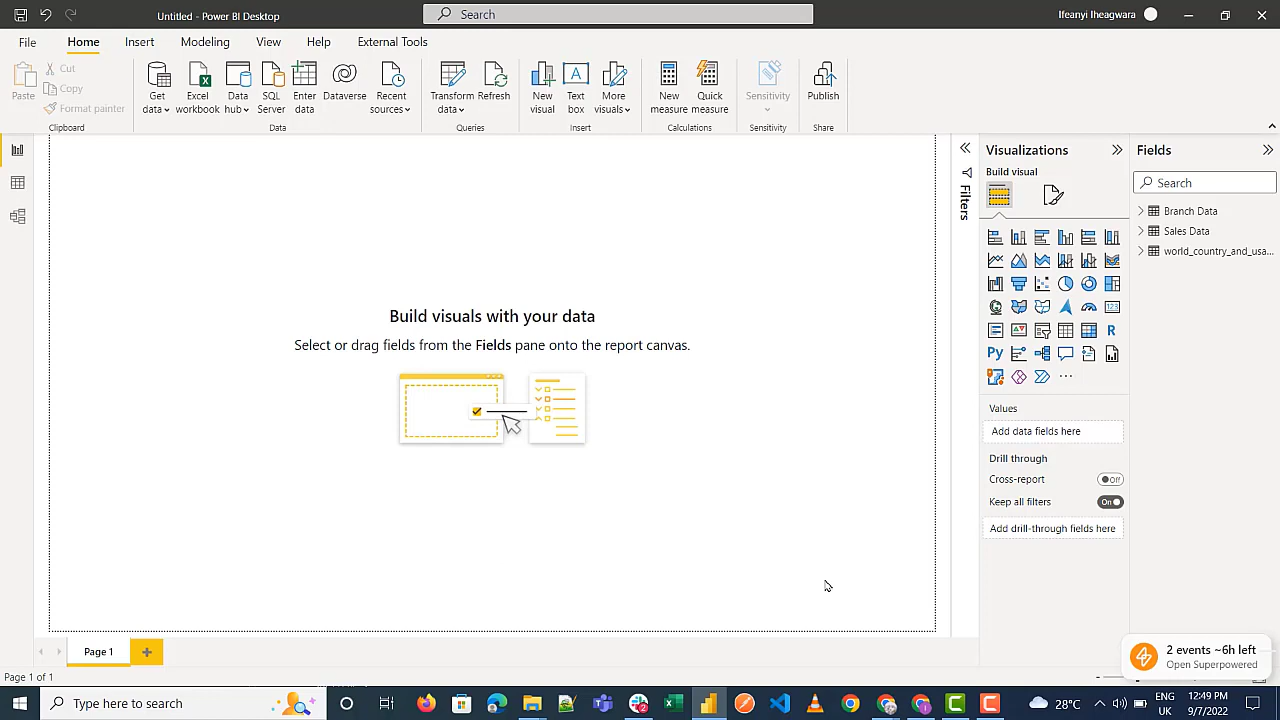 Untitled - Power BI Desktop
Search
Ifeanyi Iheagwara
File
Home
Insert
Modeling
View
Help
External Tools
Paste
Cut
Copy
Format painter
Clipboard
Get data
Excel workbook
Data hub
SQL Server
Enter data
Dataverse
Recent sources
Data
Transform data
Refresh
Queries
New visual
Text box
More visuals
Insert
New measure
Quick measure
Calculations
Sensitivity
Sensitivity
Publish
Share
Build visuals with your data
Select or drag fields from the Fields pane onto the report canvas.
Filters
Visualizations
Build visual
123
R
Py
Values
Add data fields here
Drill through
Cross-report
Off
Keep all filters
On
Add drill-through fields here
Fields
Search
Branch Data
Sales Data
world_country_and_usa...
Page 1
Page 1 of 1
2 events ~6h left
Open Superpowered
Type here to search
28°C
ENG
UK
12:49 PM
9/7/2022